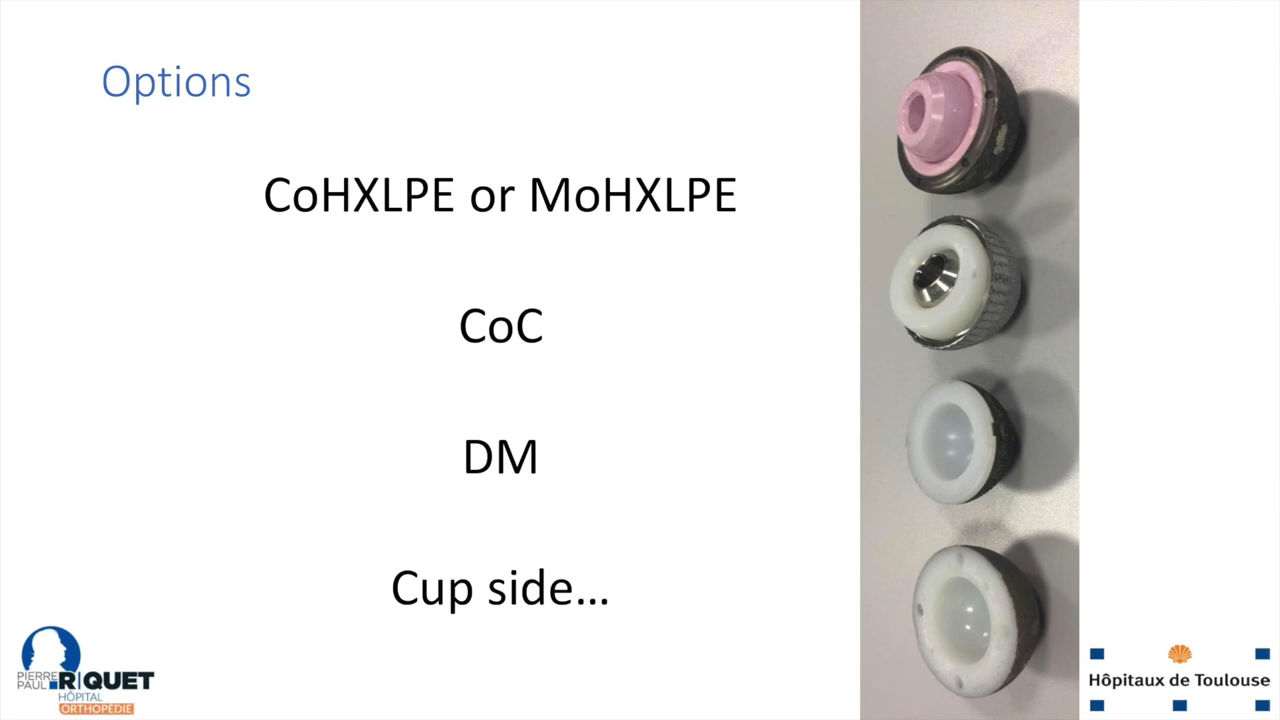 Options
CoHXLPE or MoHXLPE
CoC
DM
Cup side...
PIERRE
PAUL RIQUET
HÔPITAL
ORTHOPÉDIE
Hôpitaux de Toulouse